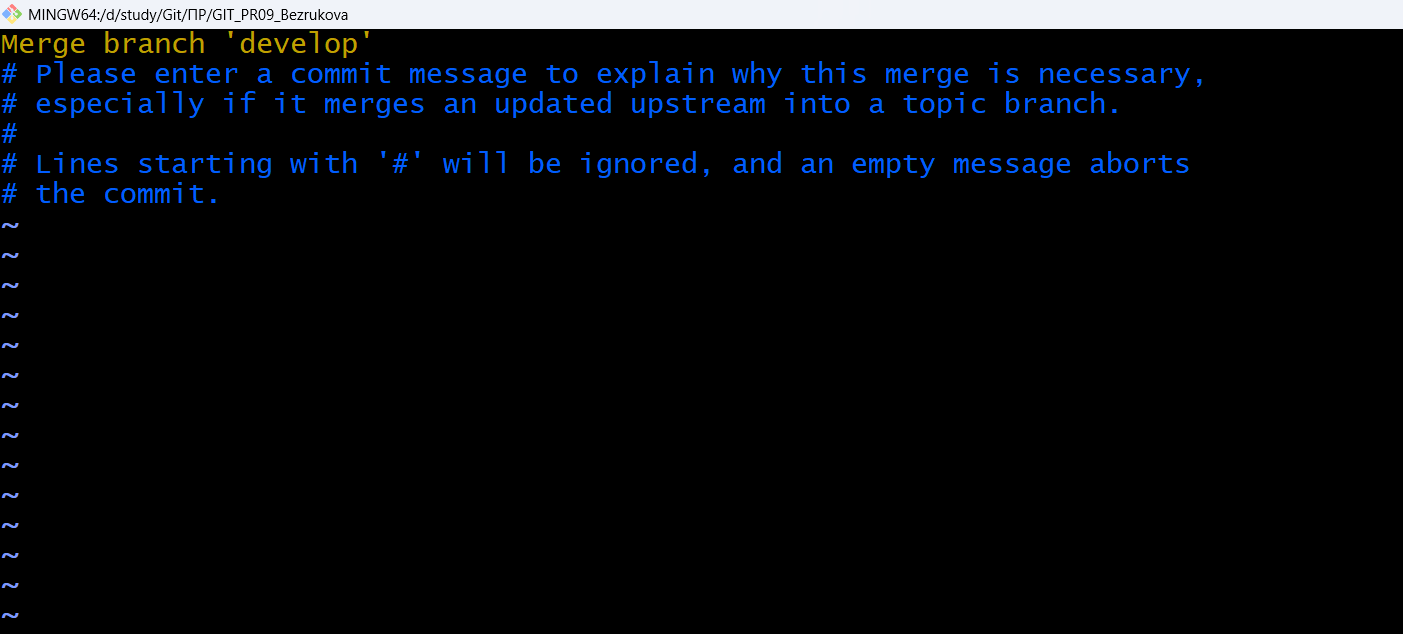 MINGW64:/d/study/Git/ПР/GIT_PR09_Bezrukova
Merge branch 'develop'
# Please enter a commit message to explain why this merge is necessary,
# especially if it merges an updated upstream into a topic branch.
#
# Lines starting with '#' will be ignored, and an empty message aborts
# the commit.
~
~
~
~
~
~
~
~
~
~
~
~
~
~